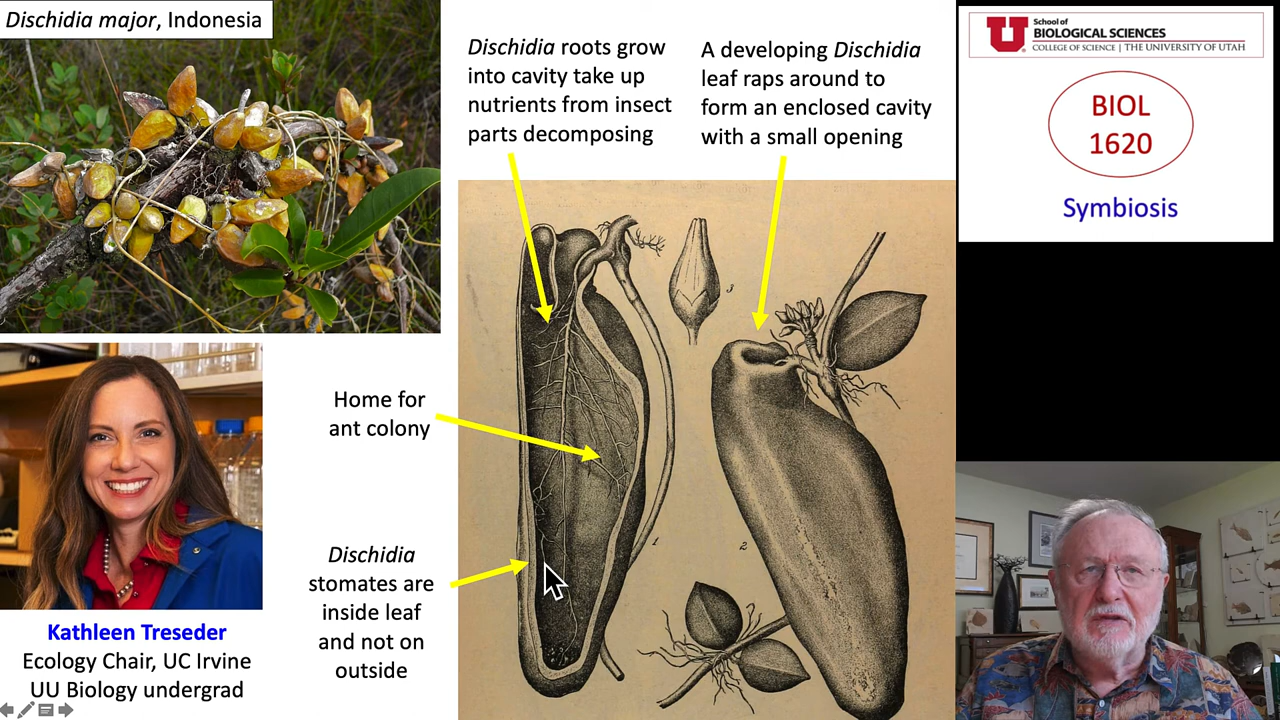 Dischidia major, Indonesia
Dischidia roots grow
into cavity take up
nutrients from insect
parts decomposing
A developing Dischidia
leaf raps around to
form an enclosed cavity
with a small opening
Home for
ant colony
Dischidia
stomates are
inside leaf
and not on
outside
1
2
3
Kathleen Treseder
Ecology Chair, UC Irvine
UU Biology undergrad
U
School of
BIOLOGICAL SCIENCES
COLLEGE OF SCIENCE | THE UNIVERSITY OF UTAH
BIOL
1620
Symbiosis